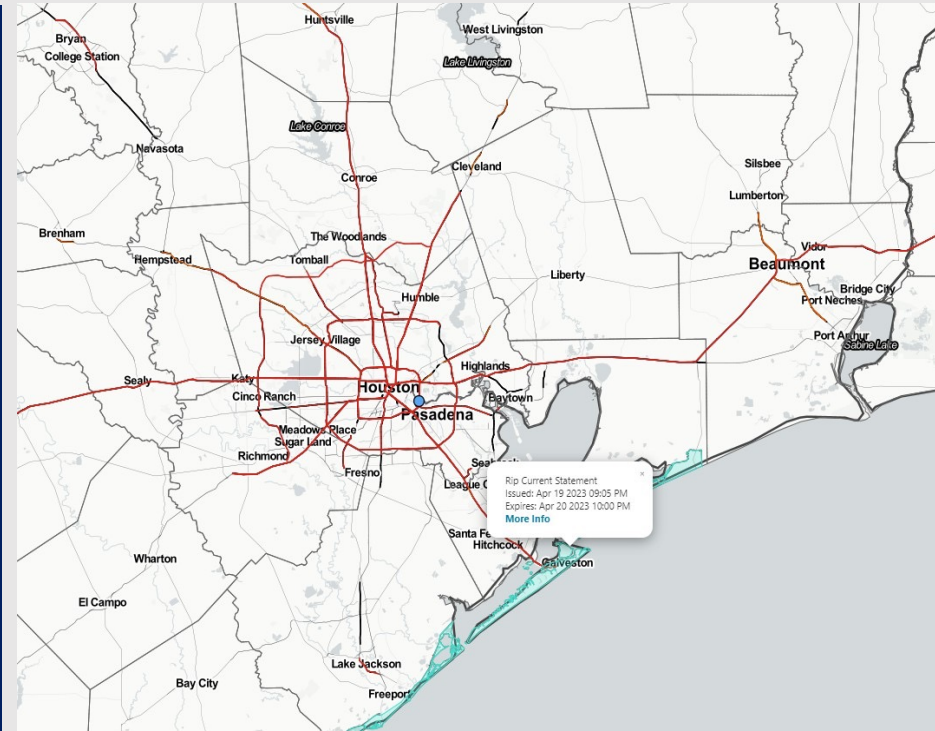 Huntsville
West Livingston
Bryan
College Station
Lake Livingston
Lake Conroe
Navasota
Silsbee
Cleveland
Conroe
Lumberton
Brenham
The Woodlands
Vidor
Hempstead
Tomball
Beaumont
Liberty
Bridge City
Humble
Port Neches
Jersey Village
Port Arthur
Sabine Lake
Highlands
Sealy
Katy
Houston
Cinco Ranch
Baytown
Pasadena
Meadows Place
Sugar Land
Richmond
Fresno
League C
Rip Current Statement
×
Issued: Apr 19 2023 09:05 PM
Expires: Apr 20 2023 10:00 PM
More Info
Santa Fe
Hitchcock
Galveston
Wharton
El Campo
Lake Jackson
Bay City
Freeport